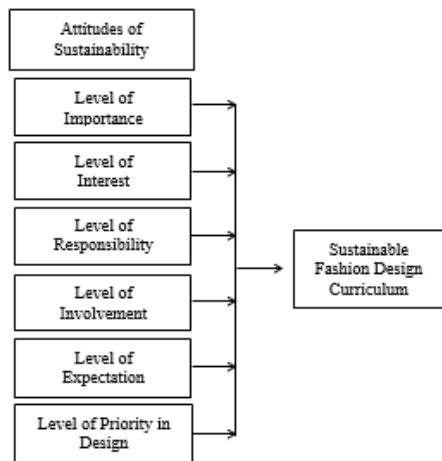 Attitudes of
Sustainability
Level of
Importance
Level of
Interest
Level of
Responsibility
Level of
Involvement
Level of
Expectation
Level of Priority in
Design
Sustainable
Fashion Design
Curriculum